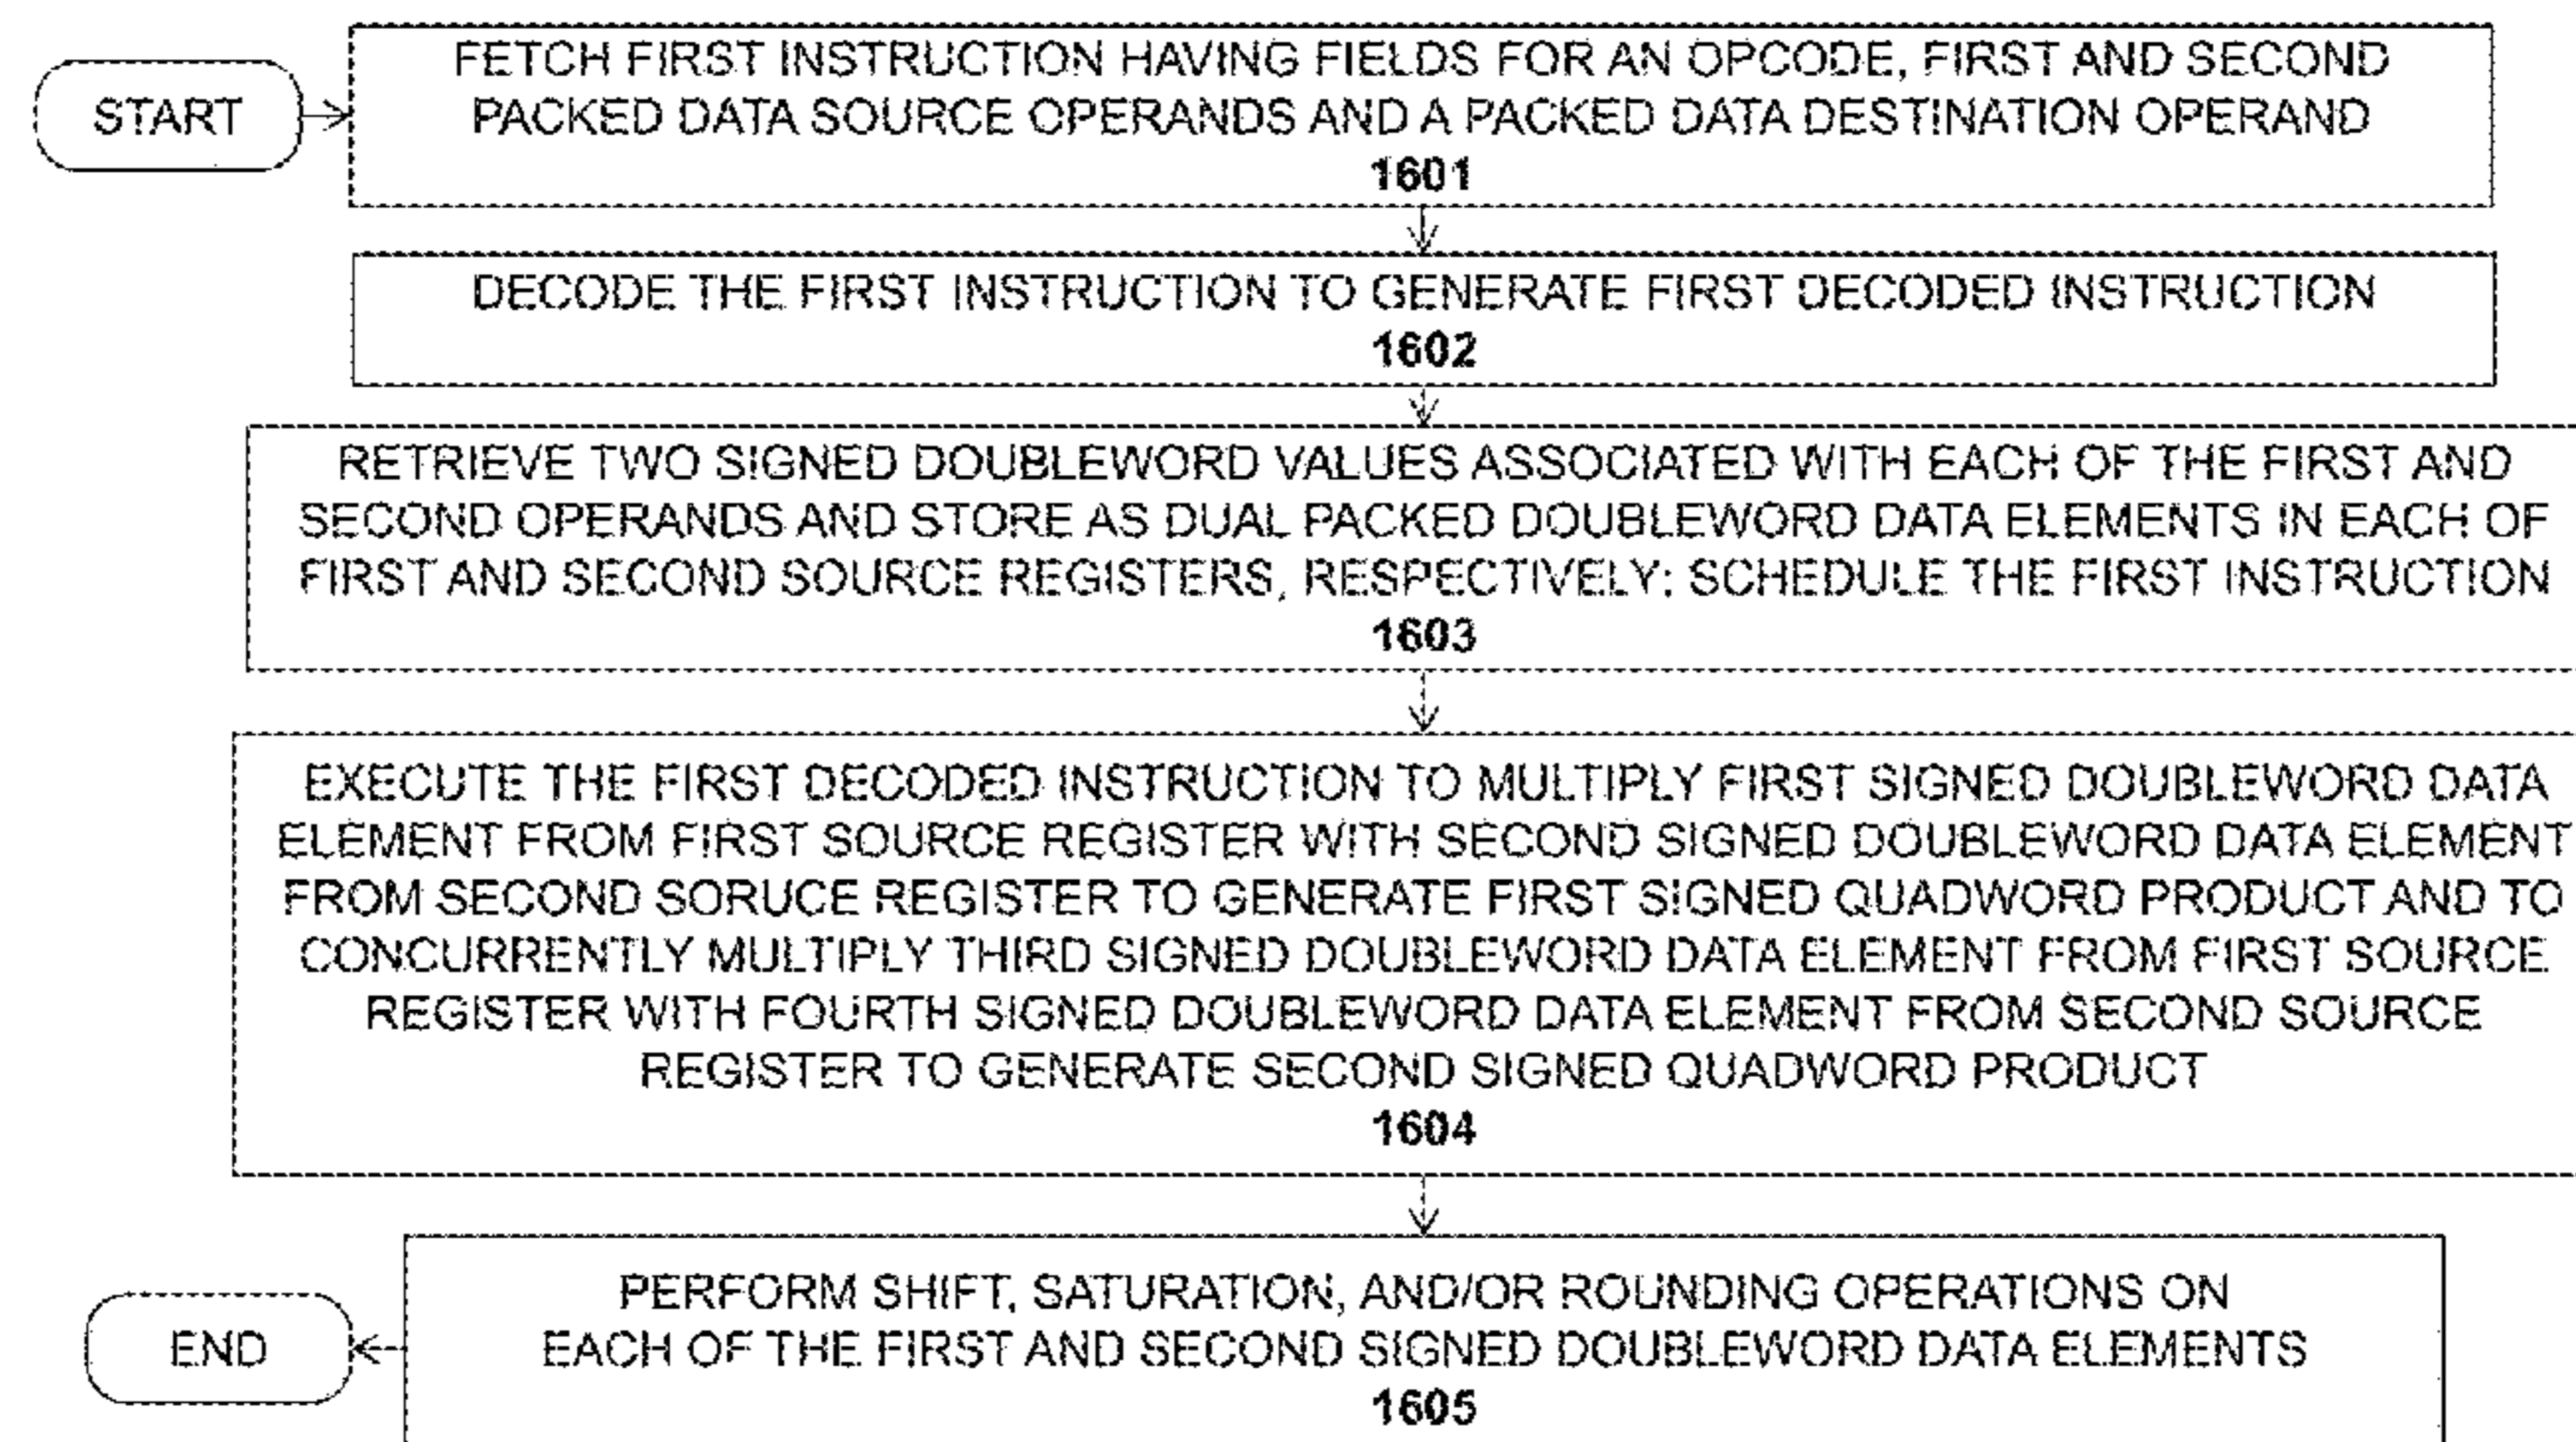 START
FETCH FIRST INSTRUCTION HAVING FIELDS FOR AN OPCODE, FIRST AND SECOND
PACKED DATA SOURCE OPERANDS AND A PACKED DATA DESTINATION OPERAND
1601
DECODE THE FIRST INSTRUCTION TO GENERATE FIRST DECODED INSTRUCTION
1602
RETRIEVE TWO SIGNED DOUBLEWORD VALUES ASSOCIATED WITH EACH OF THE FIRST AND
SECOND OPERANDS AND STORE AS DUAL PACKED DOUBLEWORD DATA ELEMENTS IN EACH OF
FIRST AND SECOND SOURCE REGISTERS, RESPECTIVELY; SCHEDULE THE FIRST INSTRUCTION
1603
EXECUTE THE FIRST DECODED INSTRUCTION TO MULTIPLY FIRST SIGNED DOUBLEWORD DATA
ELEMENT FROM FIRST SOURCE REGISTER WITH SECOND SIGNED DOUBLEWORD DATA ELEMENT
FROM SECOND SORUCE REGISTER TO GENERATE FIRST SIGNED QUADWORD PRODUCT AND TO
CONCURRENTLY MULTIPLY THIRD SIGNED DOUBLEWORD DATA ELEMENT FROM FIRST SOURCE
REGISTER WITH FOURTH SIGNED DOUBLEWORD DATA ELEMENT FROM SECOND SOURCE
REGISTER TO GENERATE SECOND SIGNED QUADWORD PRODUCT
1604
PERFORM SHIFT, SATURATION, AND/OR ROUNDING OPERATIONS ON
EACH OF THE FIRST AND SECOND SIGNED DOUBLEWORD DATA ELEMENTS
1605
END